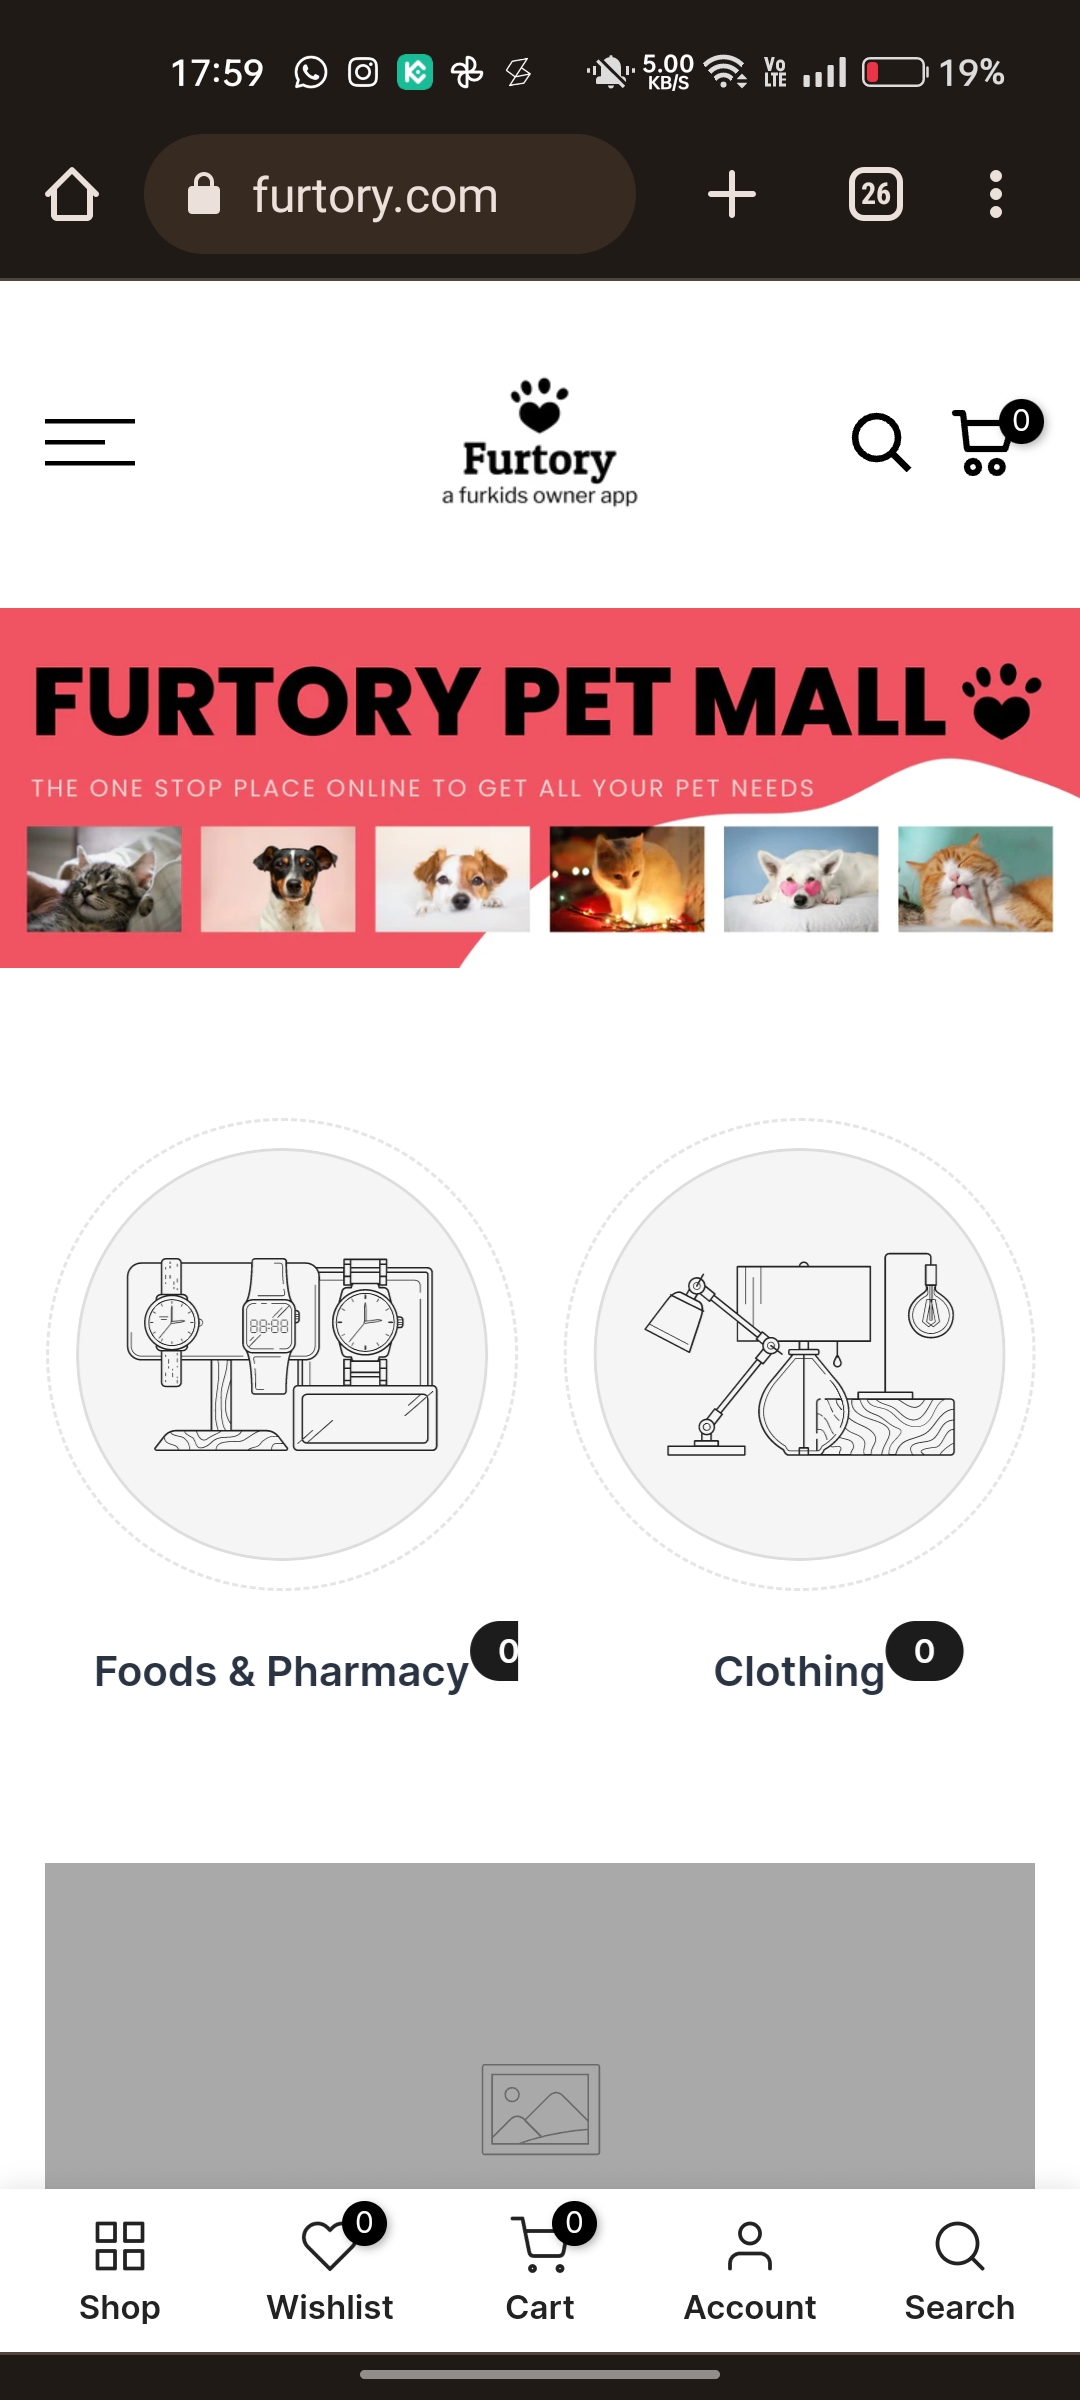 17:59
5.00
KB/S
Vo
LTE
19%
furtory.com
26
Furtory
a furkids owner app
0
FURTORY PET MALL
THE ONE STOP PLACE ONLINE TO GET ALL YOUR PET NEEDS
88:88
Foods & Pharmacy 0
Clothing 0
0
0
Shop
Wishlist
Cart
Account
Search